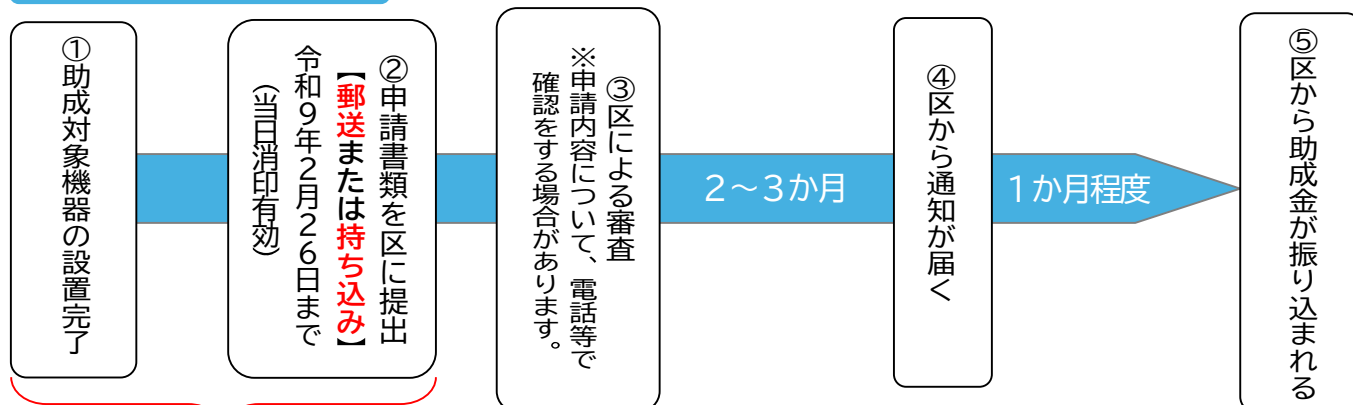 ①助成対象機器の設置完了
②申請書類を区に提出
【郵送または持ち込み】
令和9年2月26日まで
（当日消印有効）
③区による審査
※申請内容について、電話等で
確認をする場合があります。
2～3か月
④区から通知が届く
1か月程度
⑤区から助成金が振り込まれる